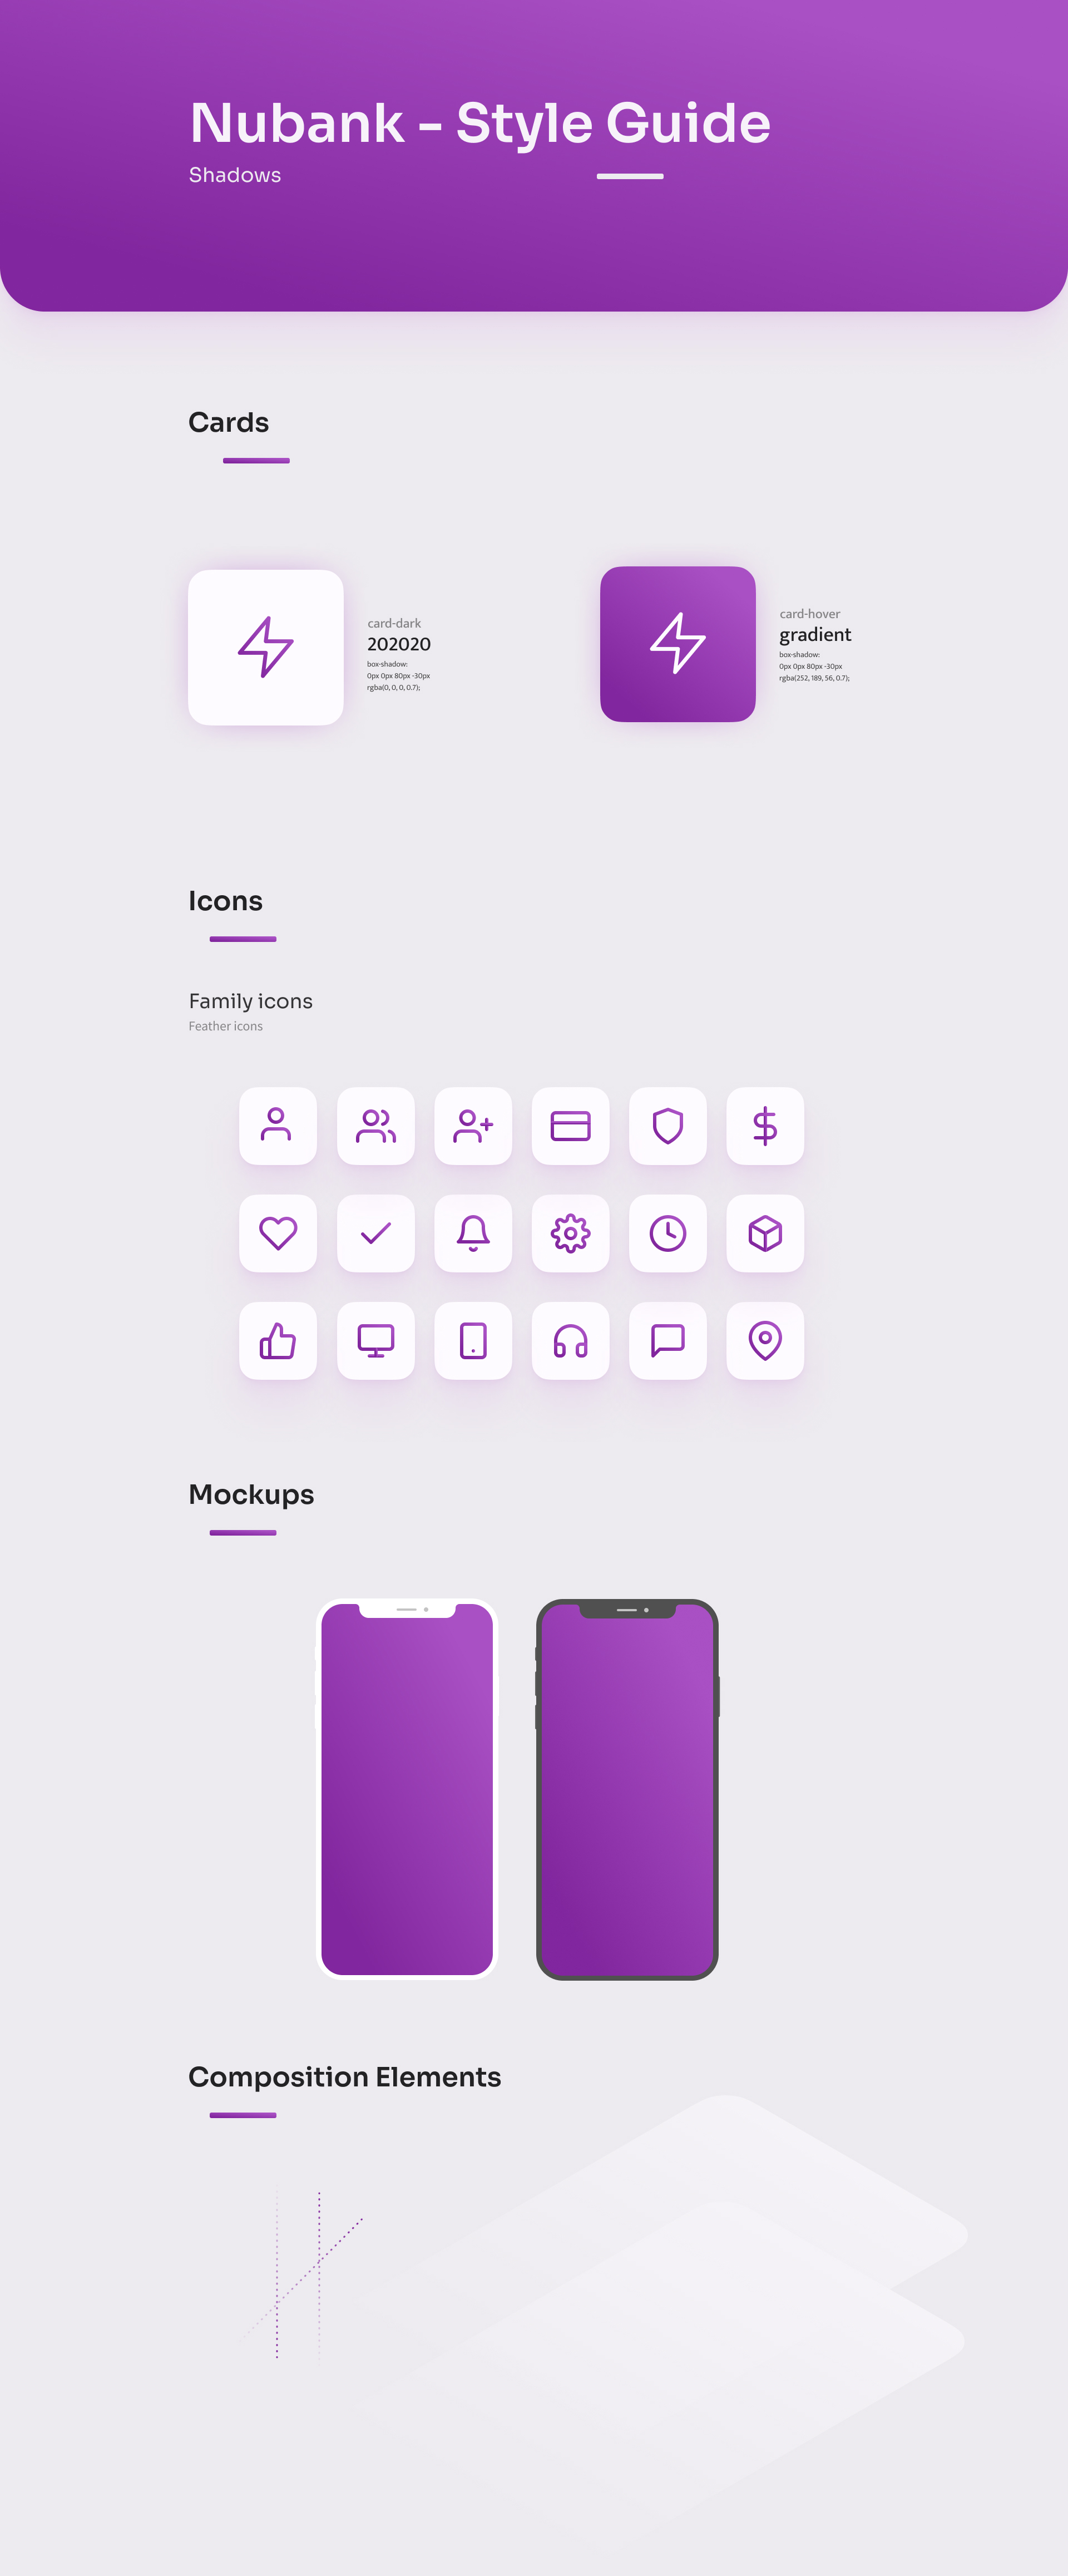 Nubank - Style Guide
Shadows
Cards
card-dark
202020
box-shadow:
0px 0px 80px -30px
rgba(0, 0, 0, 0.7);
card-hover
gradient
box-shadow:
0px 0px 80px -30px
rgba(252, 189, 56, 0.7);
Icons
Family icons
Feather icons
Mockups
Composition Elements